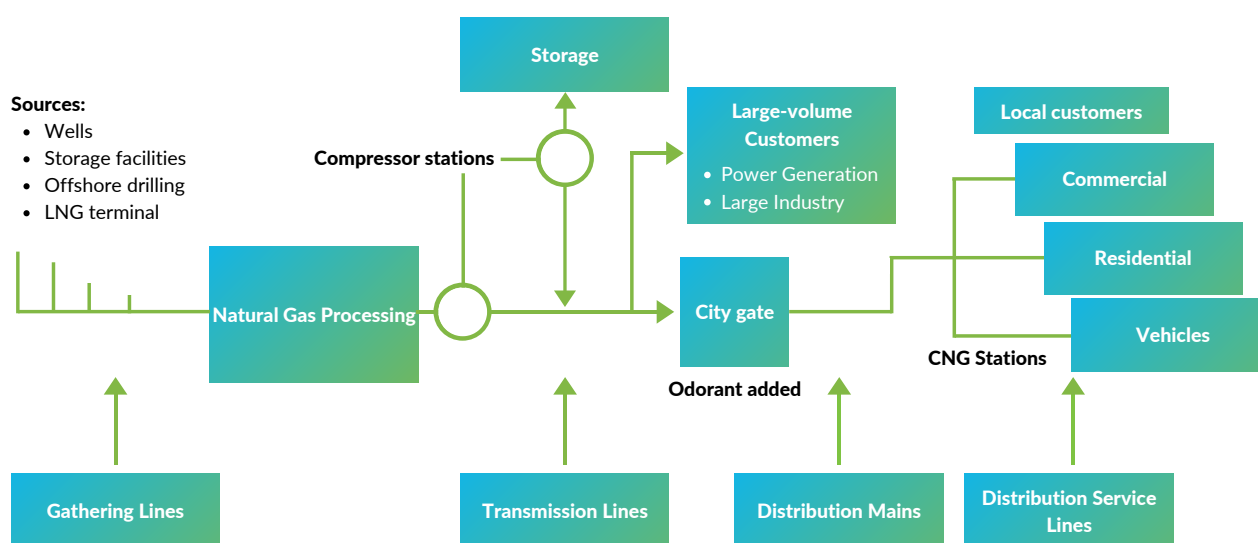 Storage
Sources:
• Wells
• Storage facilities
• Offshore drilling
• LNG terminal
Compressor stations
Large-volume
Customers
• Power Generation
• Large Industry
Local customers
Commercial
Residential
Vehicles
Natural Gas Processing
City gate
CNG Stations
Odorant added
Gathering Lines
Transmission Lines
Distribution Mains
Distribution Service
Lines